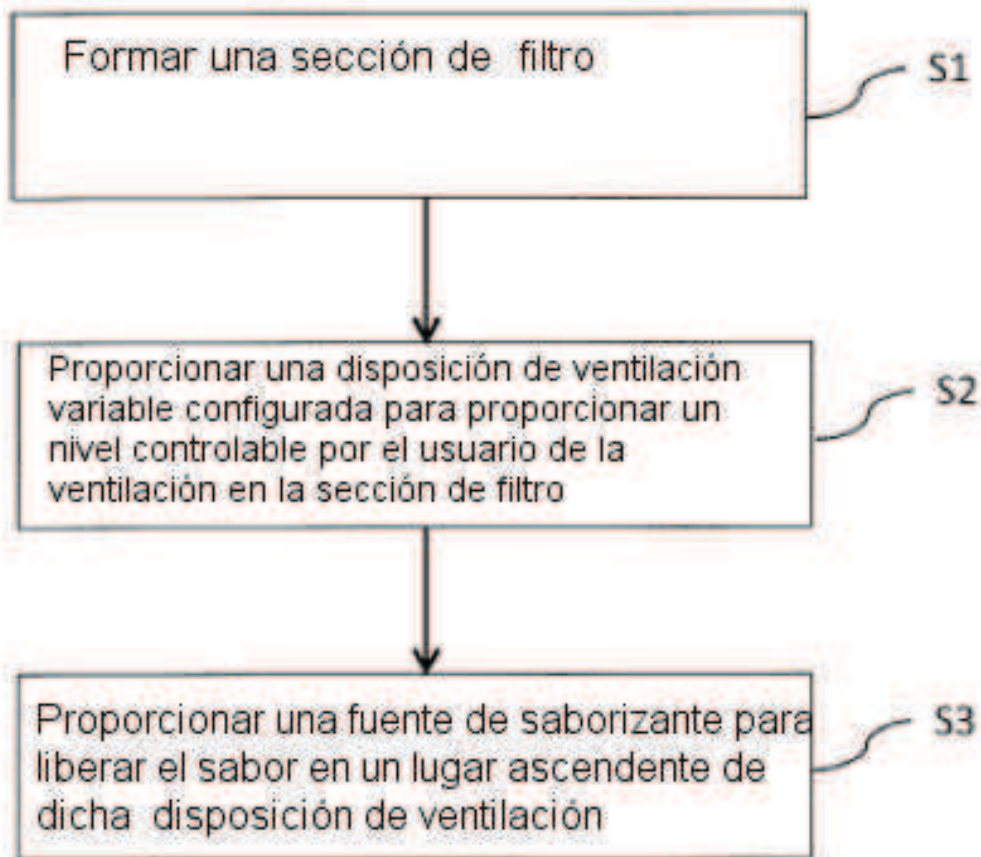 Formar una sección de filtro
S1
Proporcionar una disposición de ventilación
variable configurada para proporcionar un
nivel controlable por el usuario de la
ventilación en la sección de filtro
S2
Proporcionar una fuente de saborizante para
liberar el sabor en un lugar ascendente de
dicha disposición de ventilación
S3